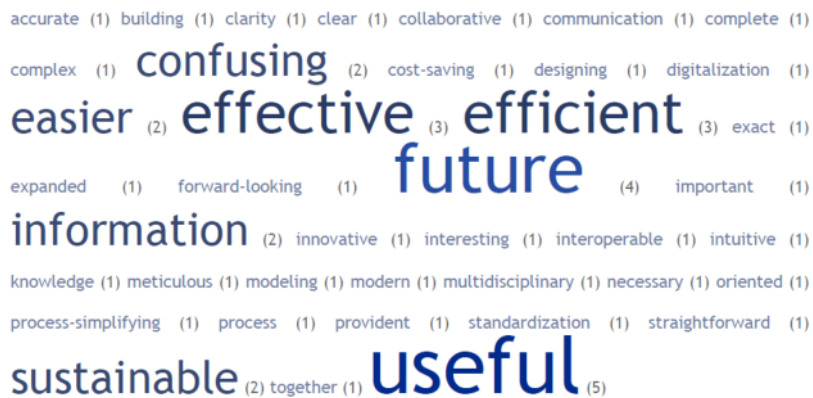 accurate (1) building (1) clarity (1) clear (1) collaborative (1) communication (1) complete (1)
complex (1) confusing (2) cost-saving (1) designing (1) digitalization (1)
easier (2) effective (3) efficient (3) exact (1)
expanded (1) forward-looking (1) future (4) important (1)
information (2) innovative (1) interesting (1) interoperable (1) intuitive (1)
knowledge (1) meticulous (1) modeling (1) modern (1) multidisciplinary (1) necessary (1) oriented (1)
process-simplifying (1) process (1) provident (1) standardization (1) straightforward (1)
sustainable (2) together (1) useful (5)